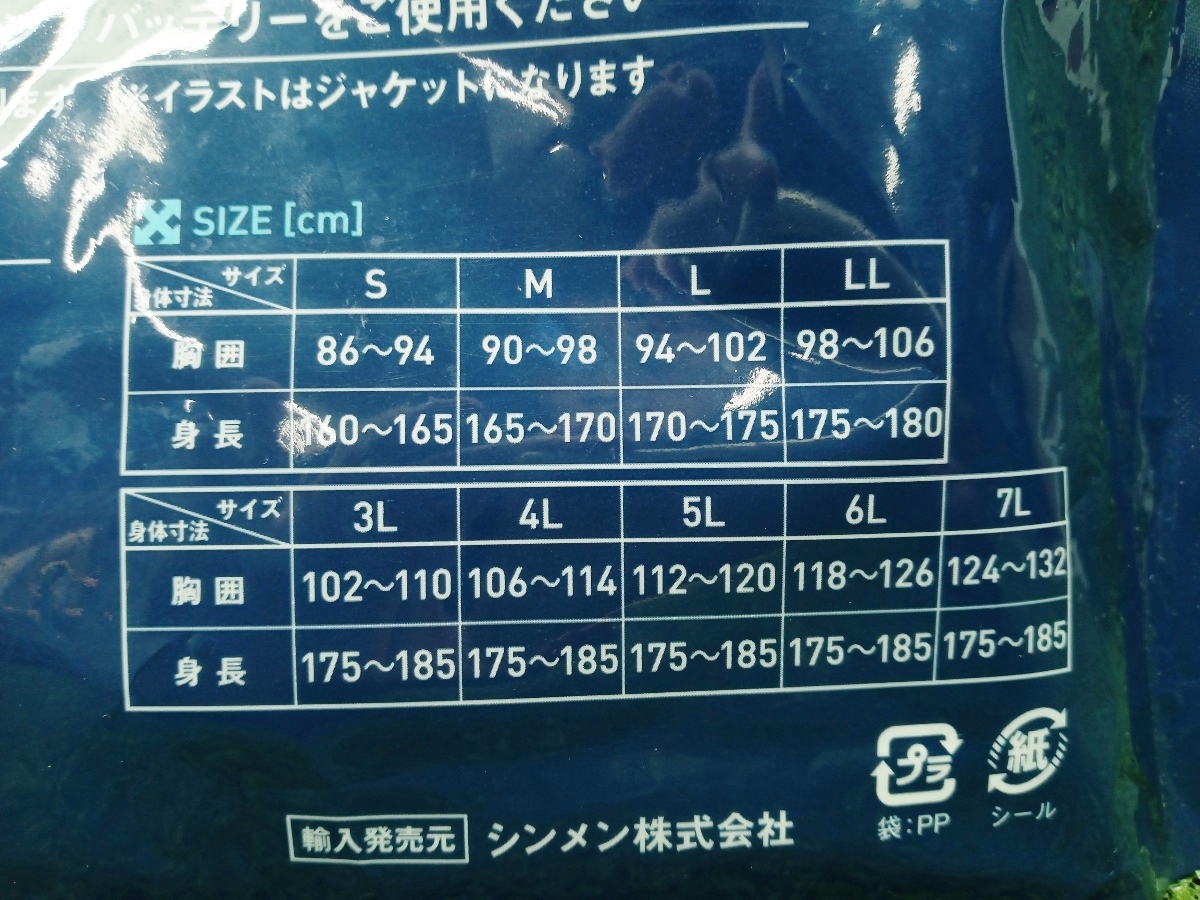 バッテリーをご使用ください
ります
※イラストはジャケットになります
SIZE [cm]
サイズ S M L LL
身体寸法
胸囲 86～94 90～98 94～102 98～106
身長 160～165 165～170 170～175 175～180
サイズ 3L 4L 5L 6L 7L
身体寸法
胸囲 102～110 106～114 112～120 118～126 124～132
身長 175～185 175～185 175～185 175～185 175～185
プラ 紙
袋:PP シール
輸入発売元 シンメン株式会社